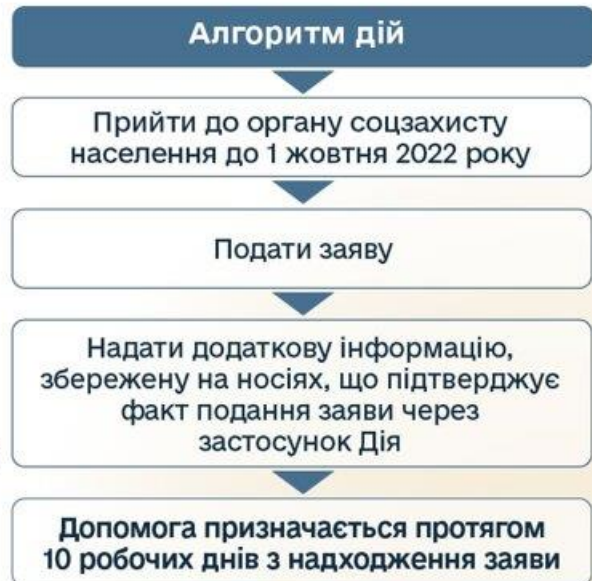 Алгоритм дій
Прийти до органу соцзахисту
населення до 1 жовтня 2022 року
Подати заяву
Надати додаткову інформацію,
збережену на носіях, що підтверджує
факт подання заяви через
застосунок Дія
Допомога призначається протягом
10 робочих днів з надходження заяви